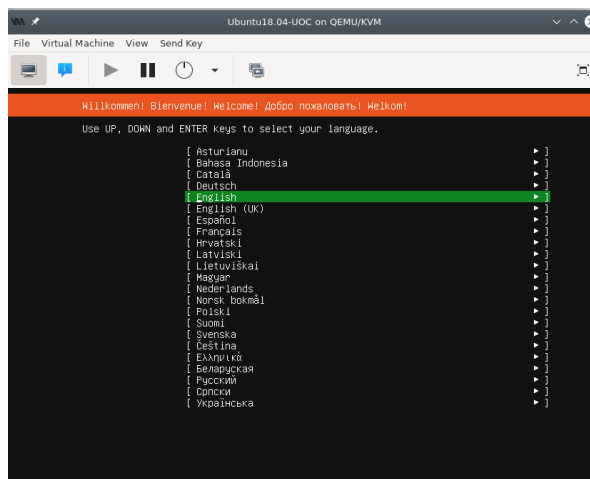 Ubuntu18.04-UOC on QEMU/KVM
File Virtual Machine View Send Key
Willkommen! Bienvenue! Welcome! Добро пожаловать! Welkom!
Use UP, DOWN and ENTER keys to select your language.
[ Asturianu ► ]
[ Bahasa Indonesia ► ]
[ Català ► ]
[ Deutsch ► ]
[ English ► ]
[ English (UK) ► ]
[ Español ► ]
[ Français ► ]
[ Hrvatski ► ]
[ Latviski ► ]
[ Lietuviškai ► ]
[ Magyar ► ]
[ Nederlands ► ]
[ Norsk bokmål ► ]
[ Polski ► ]
[ Suomi ► ]
[ Svenska ► ]
[ Čeština ► ]
[ Ελληνικά ► ]
[ Беларуская ► ]
[ Русский ► ]
[ Српски ► ]
[ Українська ► ]